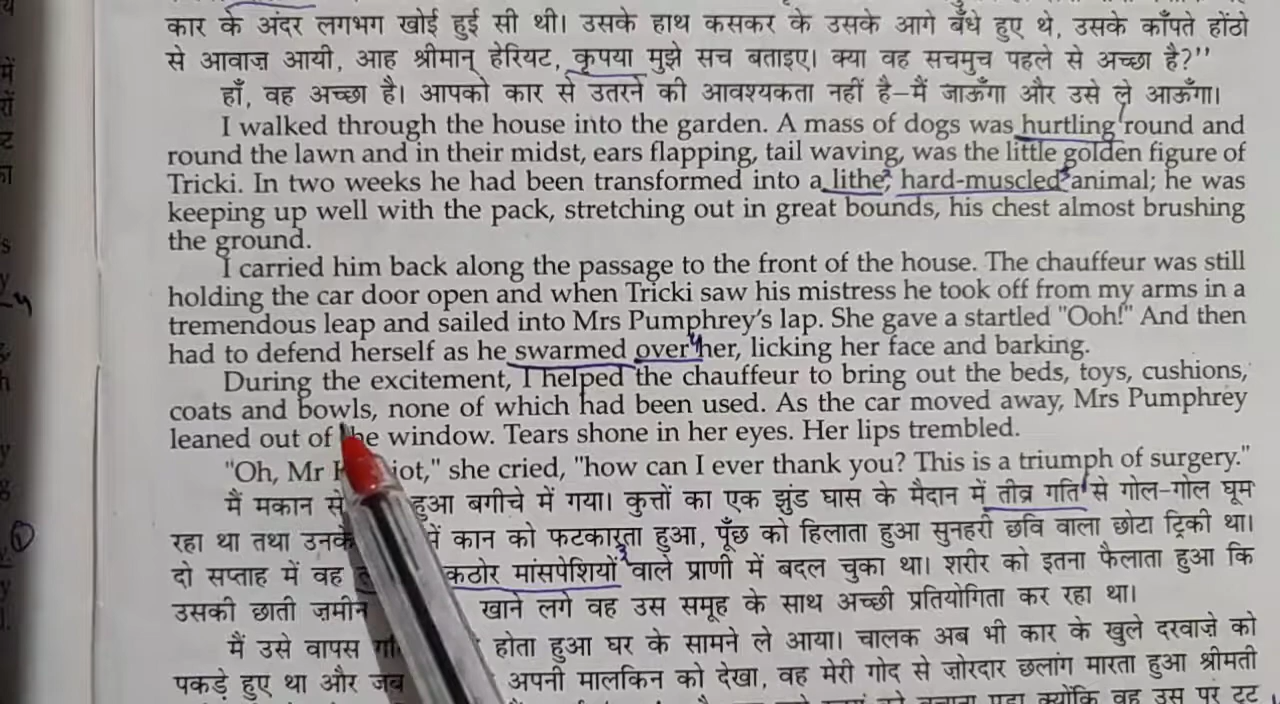 कार के अंदर लगभग खोई हुई सी थी। उसके हाथ कसकर के उसके आगे बँधे हुए थे, उसके काँपते होंठो
से आवाज़ आयी, आह श्रीमान् हेरियट, कृपया मुझे सच बताइए। क्या वह सचमुच पहले से अच्छा है?''
हाँ, वह अच्छा है। आपको कार से उतरने की आवश्यकता नहीं है–मैं जाऊँगा और उसे ले आऊँगा।
I walked through the house into the garden. A mass of dogs was hurtling round and
round the lawn and in their midst, ears flapping, tail waving, was the little golden figure of
Tricki. In two weeks he had been transformed into a lithe, hard-muscled animal; he was
keeping up well with the pack, stretching out in great bounds, his chest almost brushing
the ground.
I carried him back along the passage to the front of the house. The chauffeur was still
holding the car door open and when Tricki saw his mistress he took off from my arms in a
tremendous leap and sailed into Mrs Pumphrey's lap. She gave a startled "Ooh!" And then
had to defend herself as he swarmed over her, licking her face and barking.
During the excitement, I helped the chauffeur to bring out the beds, toys, cushions,
coats and bowls, none of which had been used. As the car moved away, Mrs Pumphrey
leaned out of the window. Tears shone in her eyes. Her lips trembled.
"Oh, Mr iot," she cried, "how can I ever thank you? This is a triumph of surgery."
मैं मकान से हुआ बगीचे में गया। कुत्तों का एक झुंड घास के मैदान में तीव्र गति से गोल-गोल घूम
रहा था तथा उनके में कान को फटकारता हुआ, पूँछ को हिलाता हुआ सुनहरी छवि वाला छोटा ट्रिकी था।
दो सप्ताह में वह कठोर मांसपेशियों वाले प्राणी में बदल चुका था। शरीर को इतना फैलाता हुआ कि
उसकी छाती ज़मीन खाने लगे वह उस समूह के साथ अच्छी प्रतियोगिता कर रहा था।
मैं उसे वापस होता हुआ घर के सामने ले आया। चालक अब भी कार के खुले दरवाज़े को
पकड़े हुए था और जब अपनी मालकिन को देखा, वह मेरी गोद से ज़ोरदार छलांग मारता हुआ श्रीमती